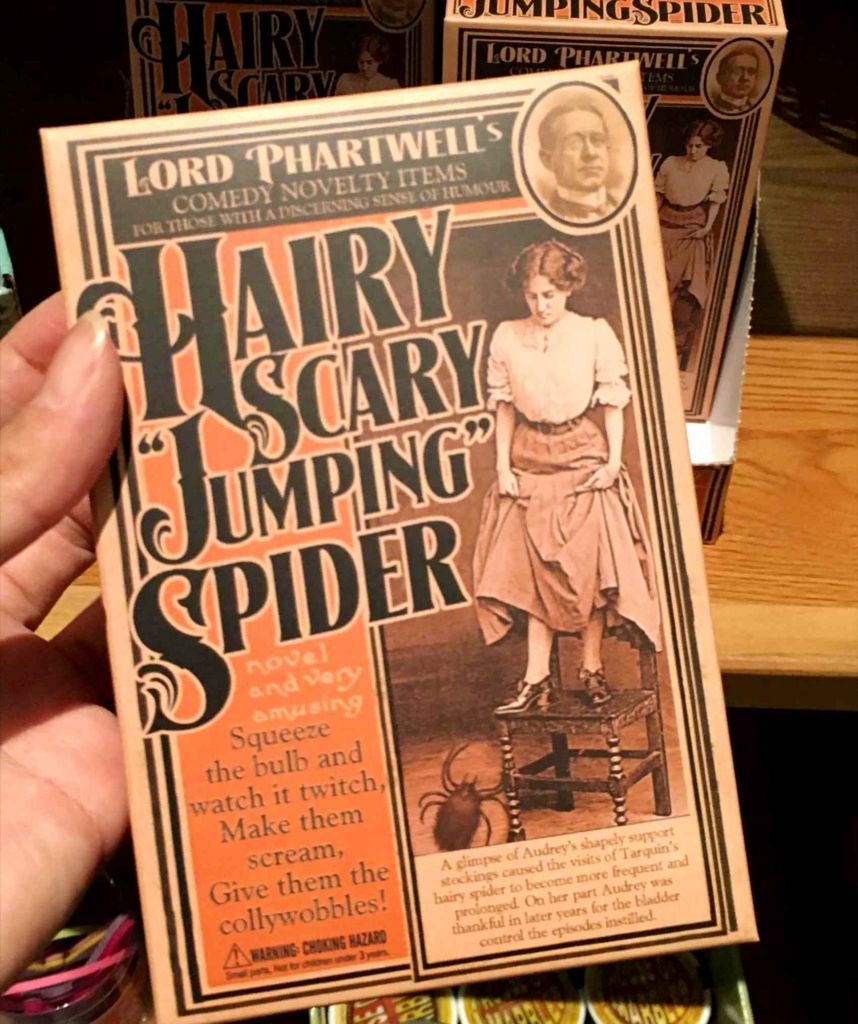 HAIRY
SCARY
JUMPING SPIDER
LORD PHARTWELL'S
LORD PHARTWELL'S
COMEDY NOVELTY ITEMS
FOR THOSE WITH A DISCERNING SENSE OF HUMOUR
HAIRY
SCARY
"JUMPING"
SPIDER
novel
and very
amusing
Squeeze
the bulb and
watch it twitch,
Make them
scream,
Give them the
collywobbles!
WARNING: CHOKING HAZARD
Small parts. Not for children under 3 years.
A glimpse of Audrey's shapely support
stockings caused the visits of Tarquin's
hairy spider to become more frequent and
prolonged. On her part Audrey was
thankful in later years for the bladder
control the episodes instilled.